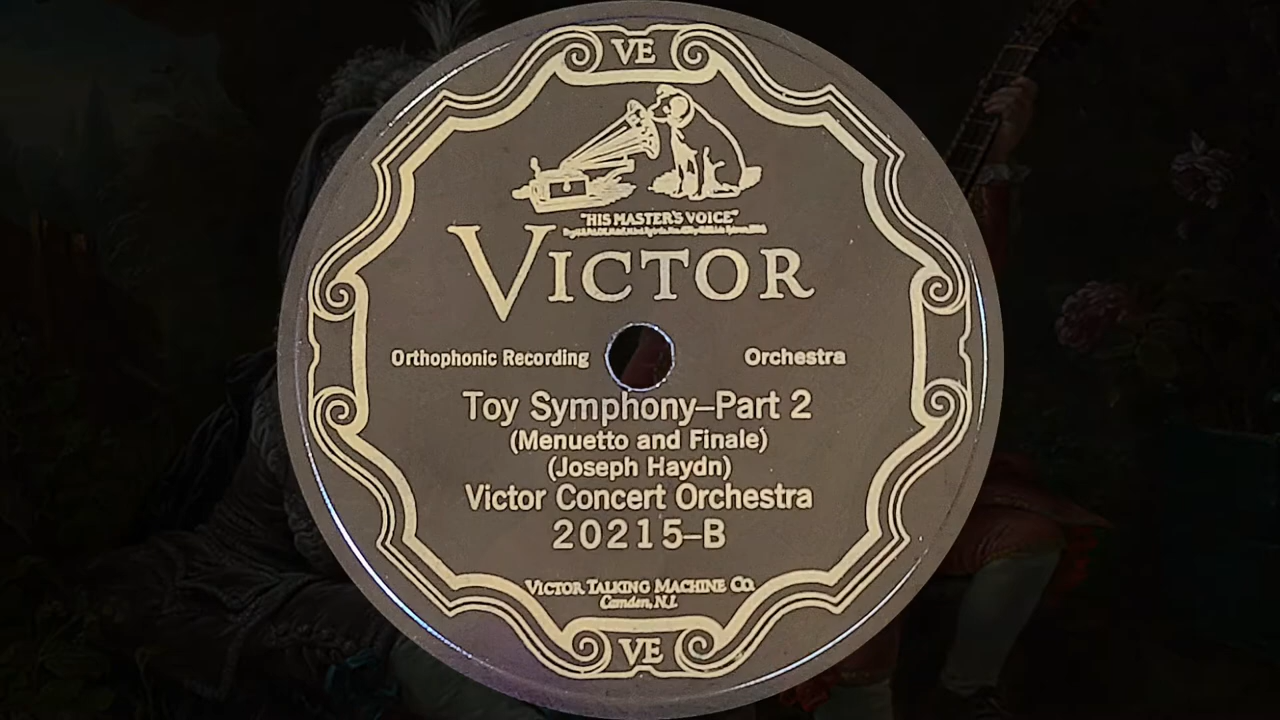 VE
"HIS MASTER'S VOICE"
VICTOR
Orthophonic Recording
Orchestra
Toy Symphony–Part 2
(Menuetto and Finale)
(Joseph Haydn)
Victor Concert Orchestra
20215–B
VICTOR TALKING MACHINE CO.
Camden, N.J.
VE